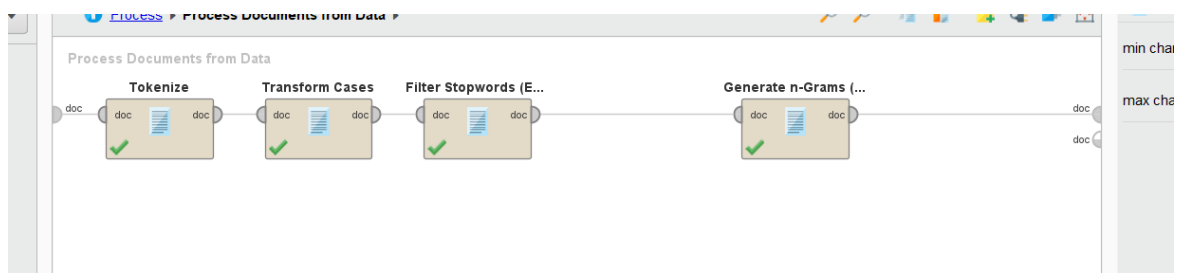 Process ▸ Process Documents from Data ▸
Process Documents from Data
min cha
max cha
Tokenize
Transform Cases
Filter Stopwords (E...
Generate n-Grams (...
doc
doc doc
doc doc
doc doc
doc doc
doc
doc